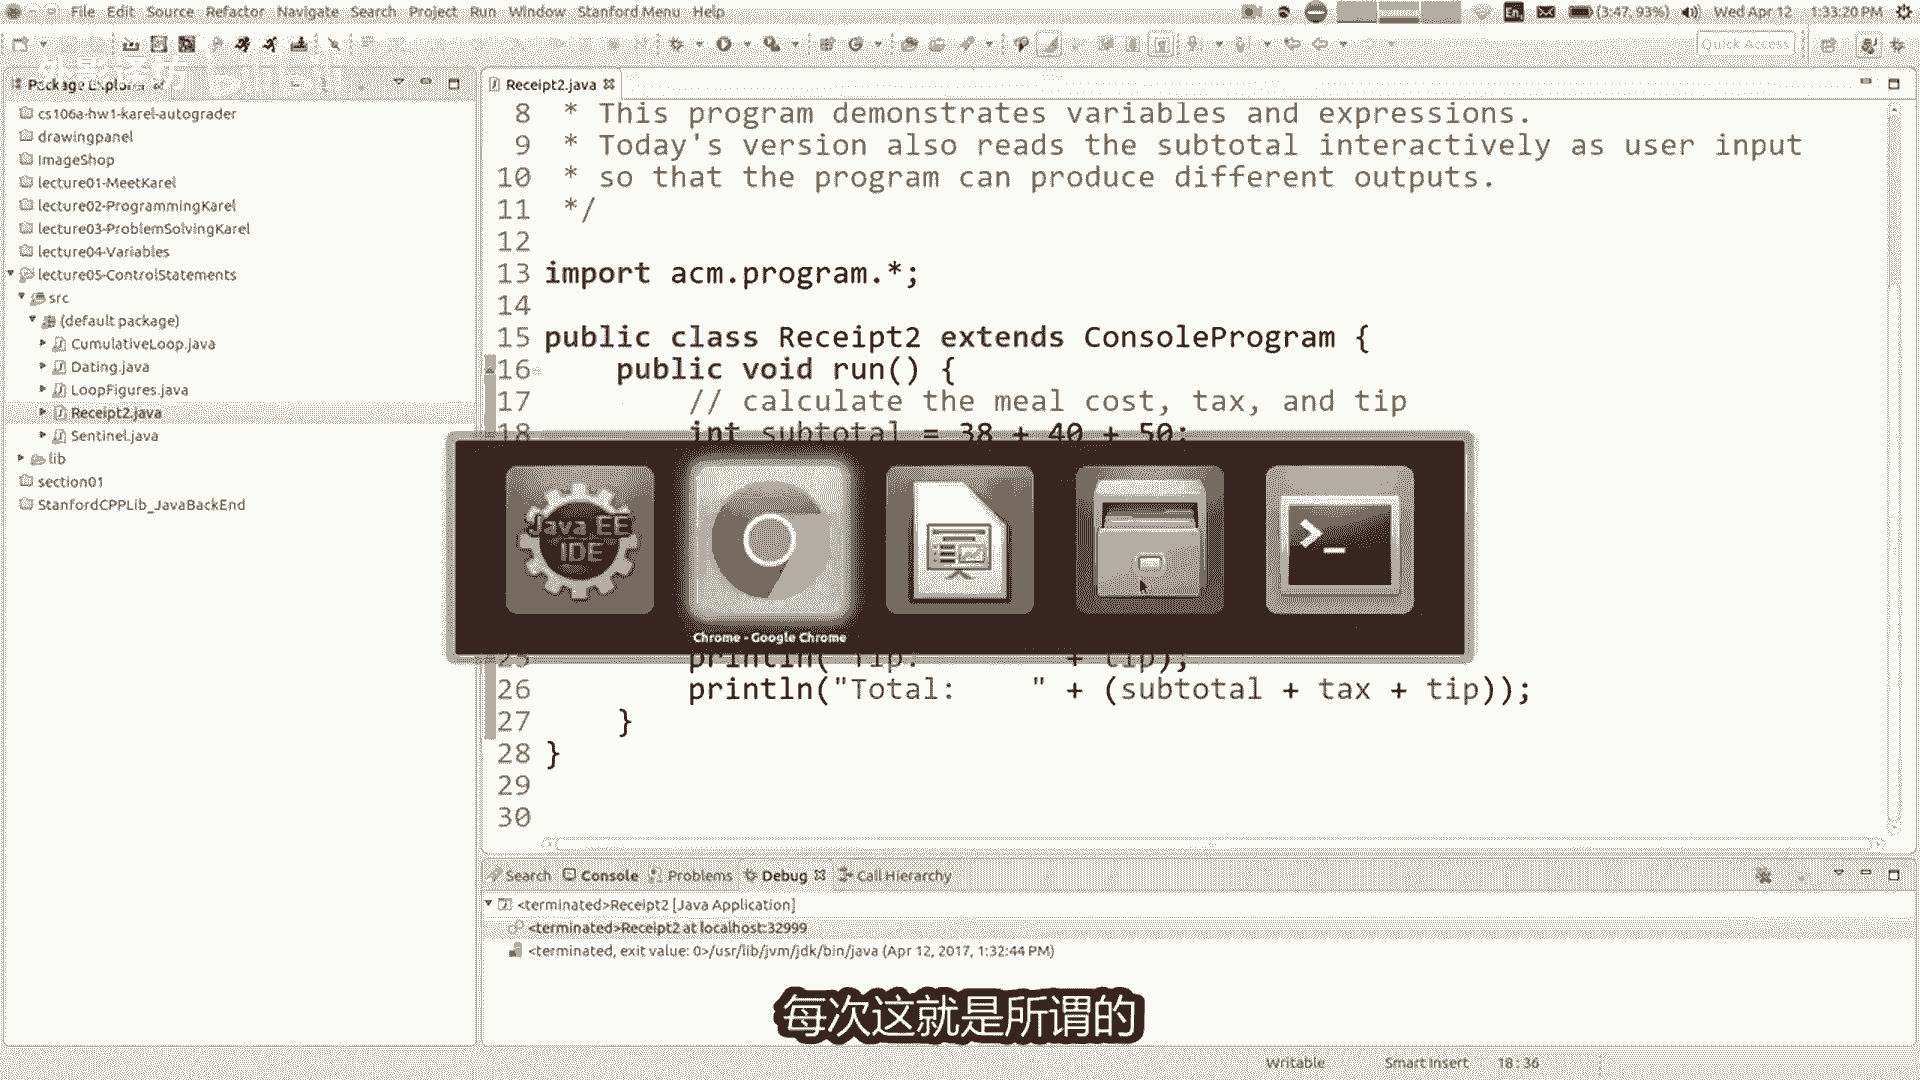 File Edit Source Refactor Navigate Search Project Run Window Stanford Menu Help
En
(3:47, 93%)
Wed Apr 12 1:33:20 PM
Quick Access
Package Explorer
cs106a-hw1-karel-autograder
drawingpanel
ImageShop
lecture01-MeetKarel
lecture02-ProgrammingKarel
lecture03-ProblemSolvingKarel
lecture04-Variables
lecture05-ControlStatements
src
(default package)
CumulativeLoop.java
Dating.java
LoopFigures.java
Receipt2.java
Sentinel.java
lib
section01
StanfordCPPLib_JavaBackEnd
Receipt2.java
8 * This program demonstrates variables and expressions.
9 * Today's version also reads the subtotal interactively as user input
10 * so that the program can produce different outputs.
11 */
12
13 import acm.program.*;
14
15 public class Receipt2 extends ConsoleProgram {
16 public void run() {
17 // calculate the meal cost, tax, and tip
18 int subtotal = 38 + 40 + 50;
Java EE
IDE
Chrome - Google Chrome
25 println("Tip: + tip);
26 println("Total: " + (subtotal + tax + tip));
27 }
28 }
29
30
Search Console Problems Debug Call Hierarchy
<terminated>Receipt2 [Java Application]
<terminated>Receipt2 at localhost:32999
<terminated, exit value: 0>/usr/lib/jvm/jdk/bin/java (Apr 12, 2017, 1:32:44 PM)
每次这就是所谓的
Writable Smart Insert 18 : 36